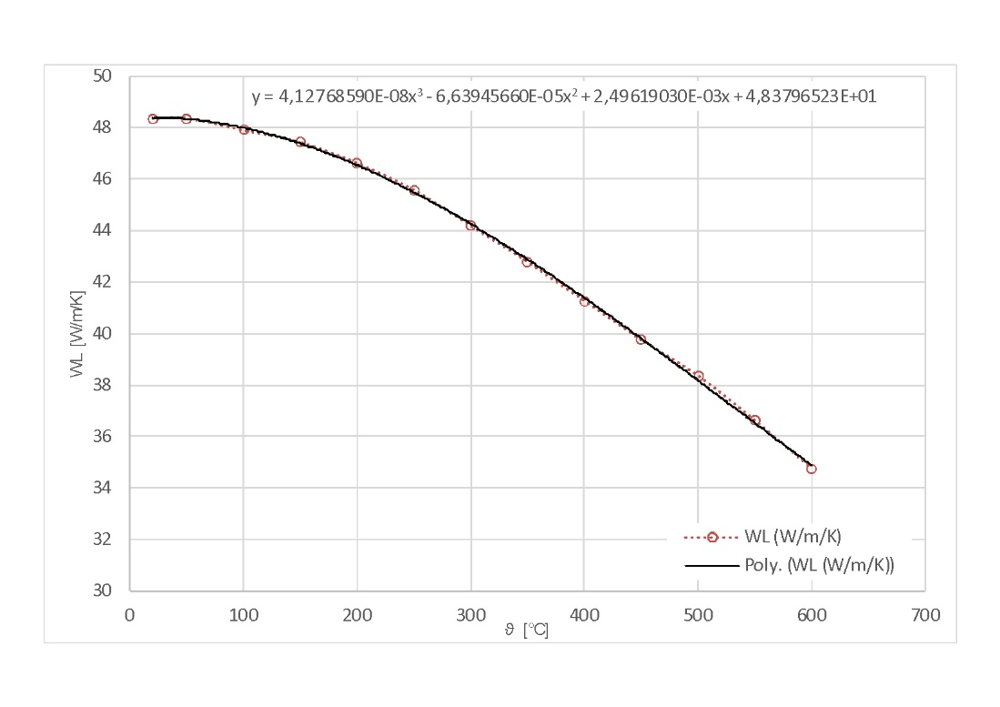 y = 4,12768590E-08x³ - 6,63945660E-05x² + 2,49619030E-03x + 4,83796523E+01
50
48
46
44
42
40
38
36
34
32
30
WL [W/m/K]
WL (W/m/K)
Poly. (WL (W/m/K))
0 100 200 300 400 500 600 700
ϑ [°C]